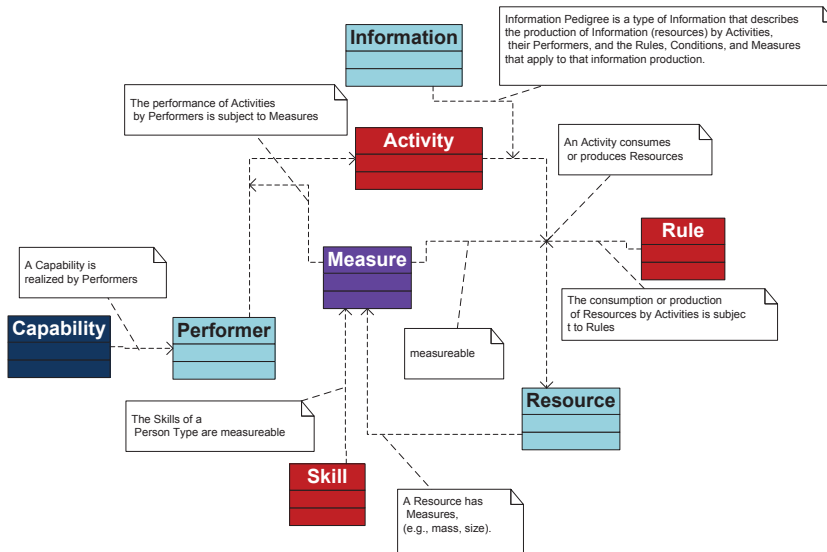 Information
Information Pedigree is a type of Information that describes
the production of Information (resources) by Activities,
their Performers, and the Rules, Conditions, and Measures
that apply to that information production.
The performance of Activities
by Performers is subject to Measures
Activity
An Activity consumes
or produces Resources
Measure
Rule
A Capability is
realized by Performers
The consumption or production
of Resources by Activities is subjec
t to Rules
Capability
Performer
measureable
Resource
The Skills of a
Person Type are measureable
Skill
A Resource has
Measures,
(e.g., mass, size).